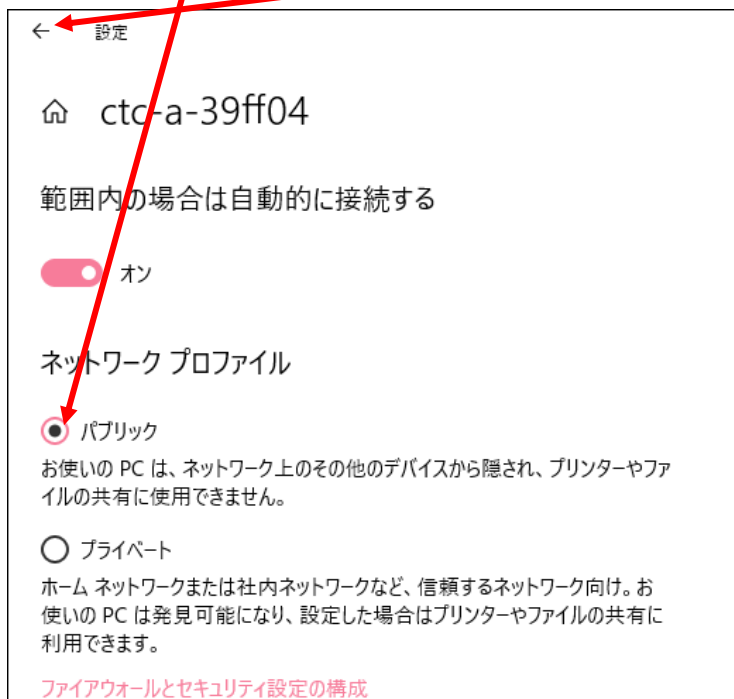 設定
ctc-a-39ff04
範囲内の場合は自動的に接続する
オン
ネットワーク プロファイル
パブリック
お使いの PC は、ネットワーク上のその他のデバイスから隠され、プリンターやファ
イルの共有に使用できません。
プライベート
ホーム ネットワークまたは社内ネットワークなど、信頼するネットワーク向け。お
使いの PC は発見可能になり、設定した場合はプリンターやファイルの共有に
利用できます。
ファイアウォールとセキュリティ設定の構成